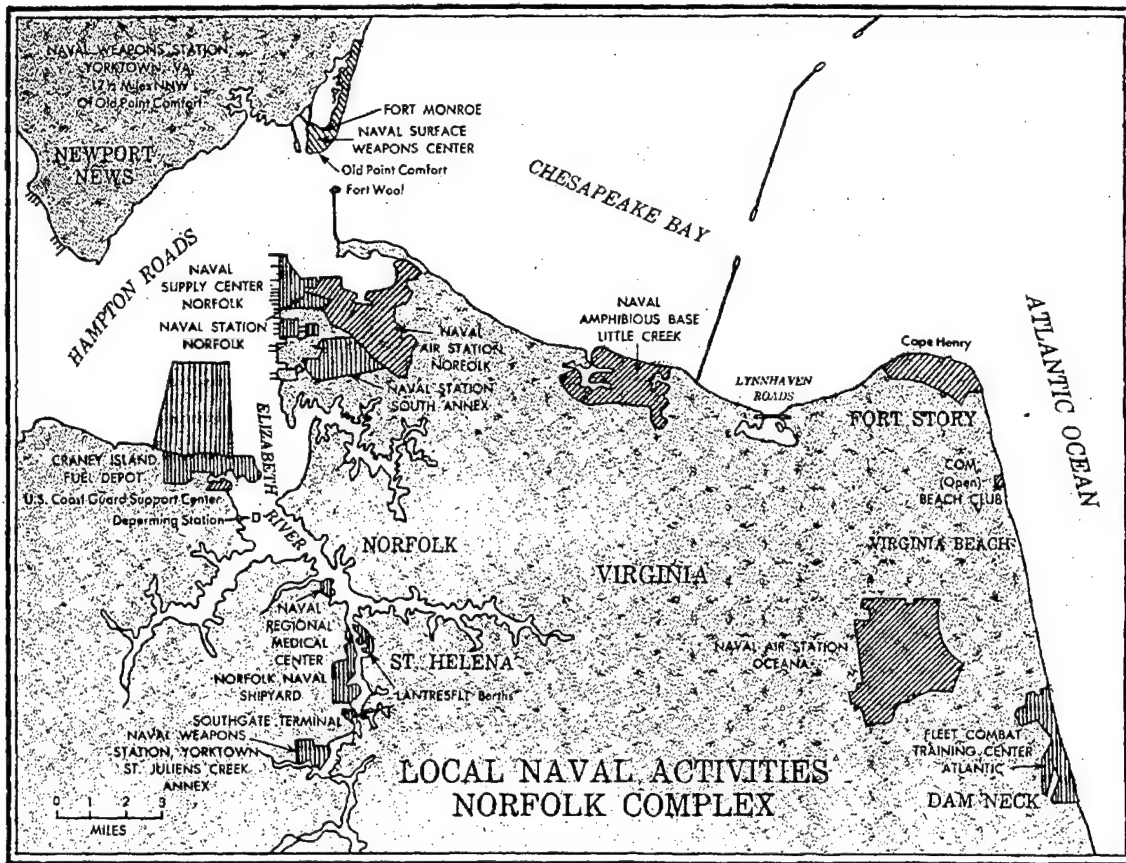 NAVAL WEAPONS STATION,
YORKTOWN VA.
12½ Miles NNW
Of Old Point Comfort
NEWPORT
NEWS
FORT MONROE
NAVAL SURFACE
WEAPONS CENTER
Old Point Comfort
Fort Wool
CHESAPEAKE BAY
HAMPTON ROADS
NAVAL
SUPPLY CENTER
NORFOLK
NAVAL STATION
NORFOLK
NAVAL
AIR STATION,
NORFOLK
NAVAL STATION
SOUTH ANNEX
NAVAL
AMPHIBIOUS BASE
LITTLE CREEK
LYNNHAVEN
ROADS
Cape Henry
FORT STORY
ATLANTIC OCEAN
COM
(Open)
BEACH CLUB
VIRGINIA BEACH
ELIZABETH
RIVER
CRANEY ISLAND
FUEL DEPOT
U.S. Coast Guard Support Center
Deperming Station
NORFOLK
VIRGINIA
NAVAL
REGIONAL
MEDICAL
CENTER
NORFOLK NAVAL
SHIPYARD
ST. HELENA
LANTRESFLT Berths
SOUTHGATE TERMINAL
NAVAL WEAPONS
STATION, YORKTOWN
ST. JULIENS CREEK
ANNEX
NAVAL AIR STATION
OCEANA
FLEET COMBAT
TRAINING CENTER
ATLANTIC
DAM NECK
LOCAL NAVAL ACTIVITIES
NORFOLK COMPLEX
0 1 2 3
MILES